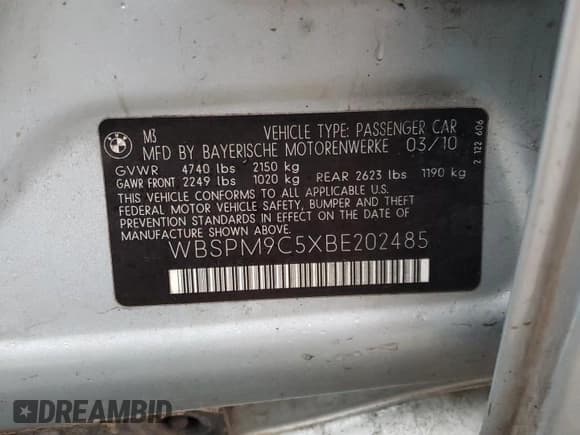 BMW
M3 VEHICLE TYPE: PASSENGER CAR
MFD BY BAYERISCHE MOTORENWERKE 03/10
GVWR 4740 lbs 2150 kg
GAWR FRONT 2249 lbs 1020 kg REAR 2623 lbs 1190 kg
THIS VEHICLE CONFORMS TO ALL APPLICABLE U.S.
FEDERAL MOTOR VEHICLE SAFETY, BUMPER AND THEFT
PREVENTION STANDARDS IN EFFECT ON THE DATE OF
MANUFACTURE SHOWN ABOVE.
WBSPM9C5XBE202485
2 122 606
DREAMBID